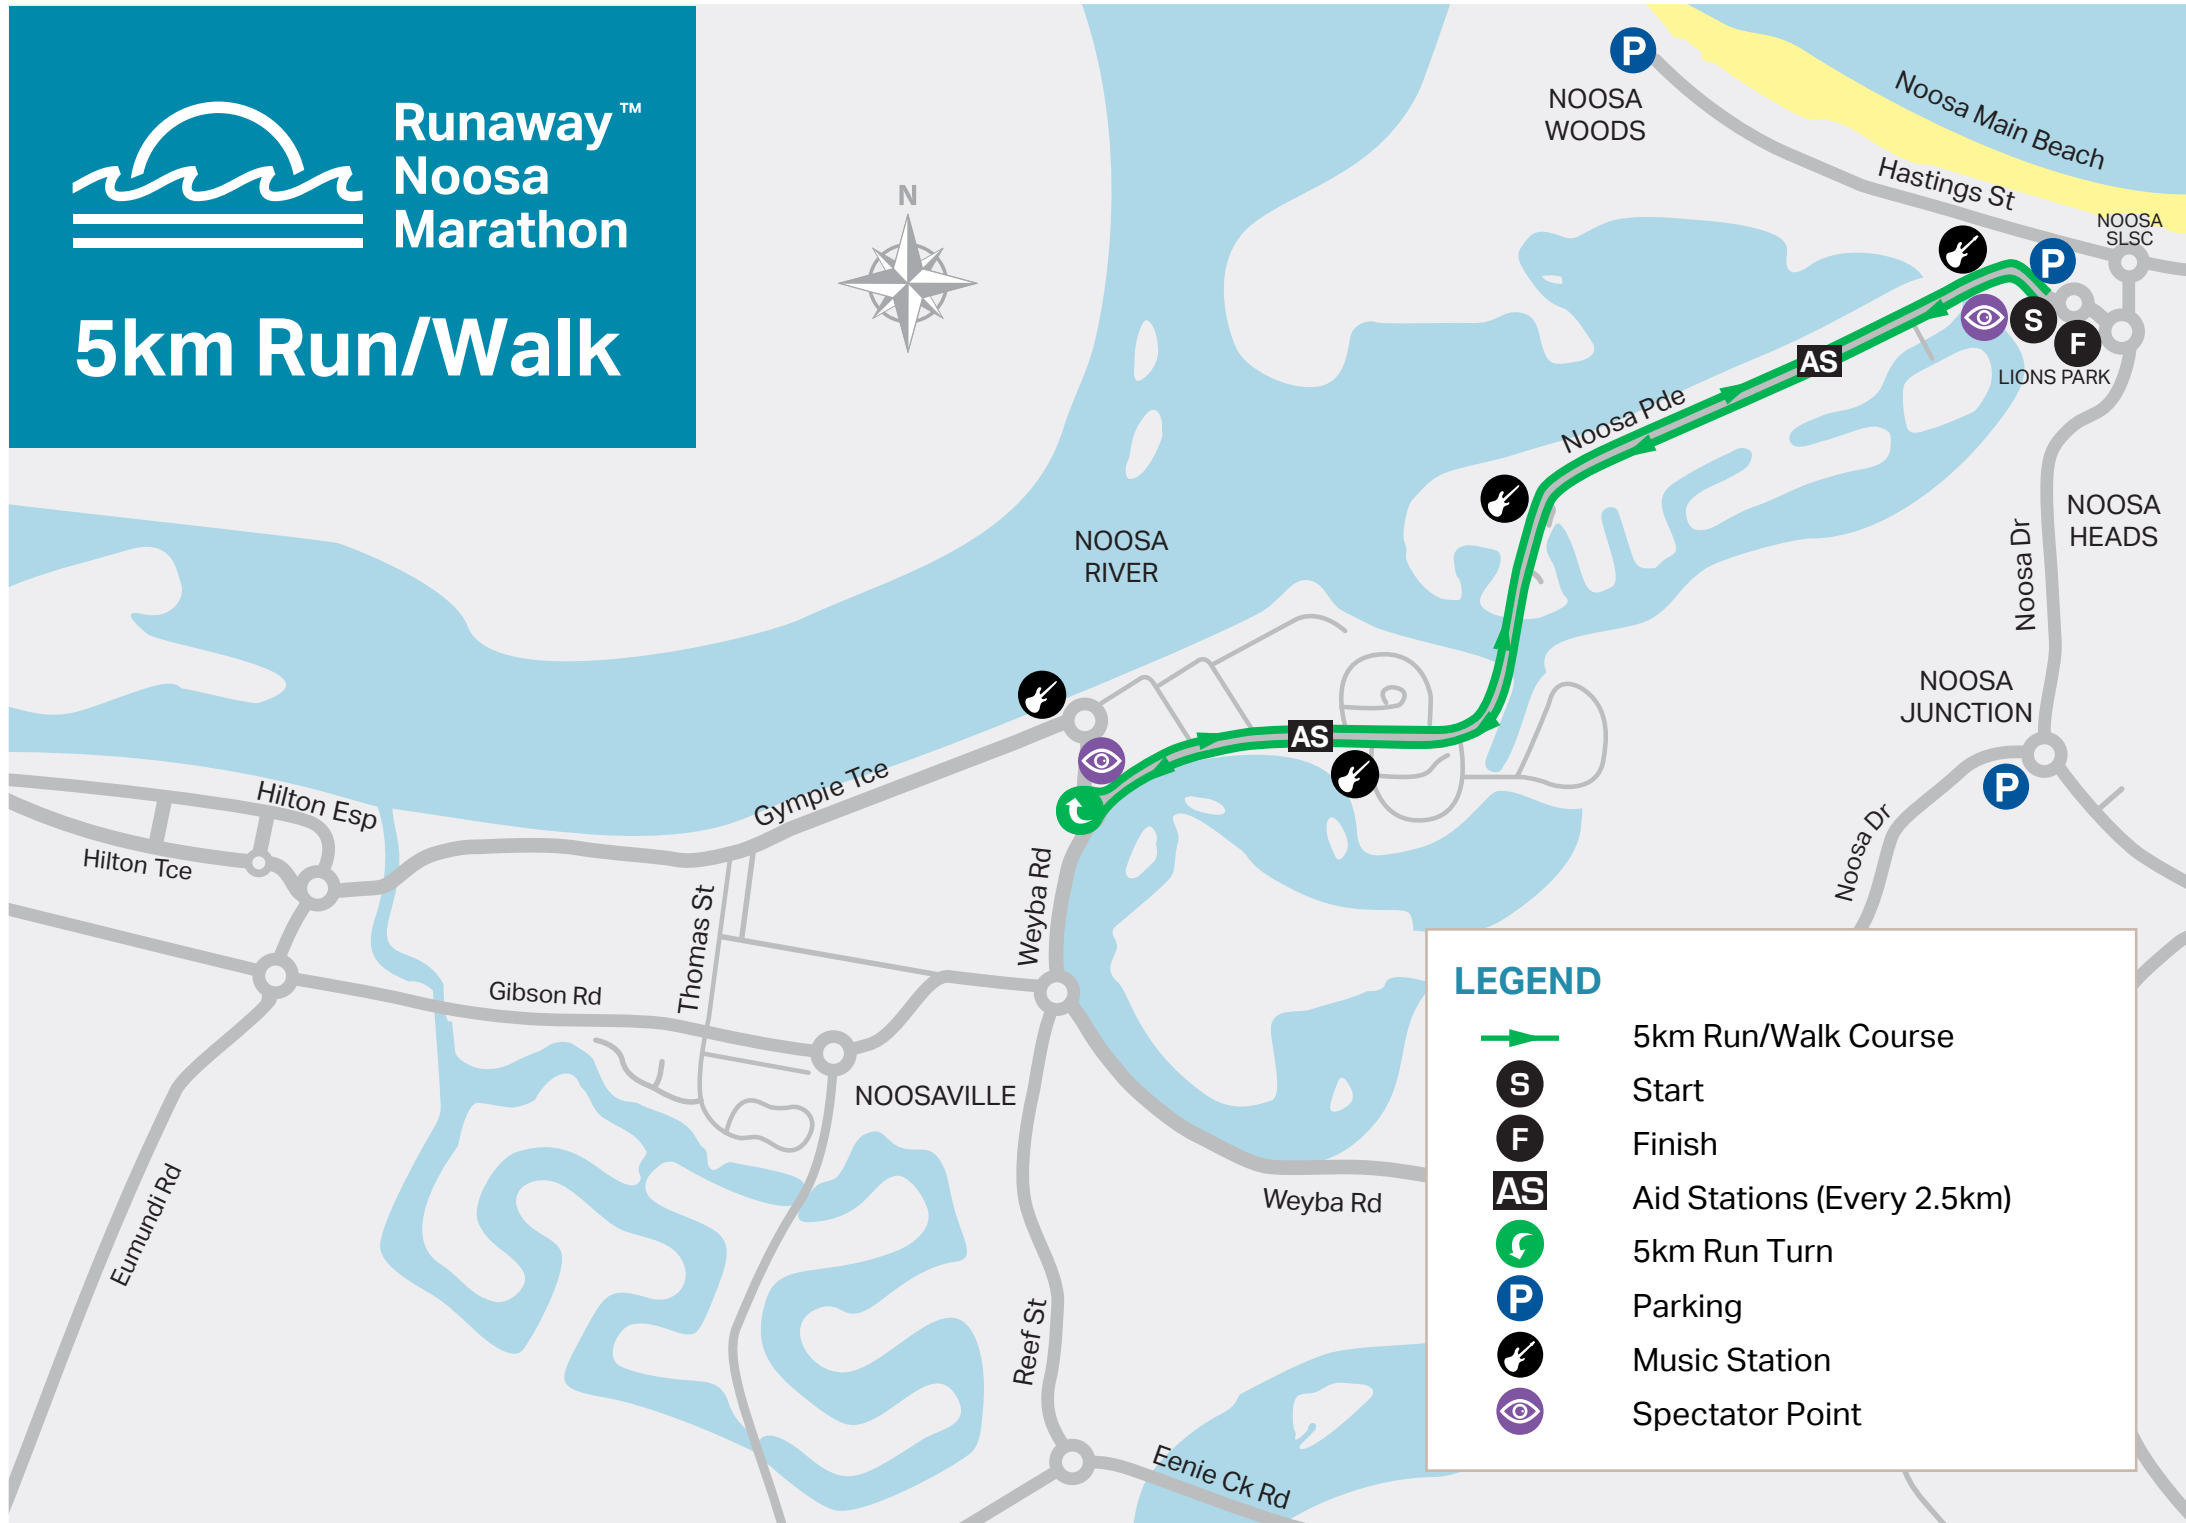 Runaway™
Noosa
Marathon
5km Run/Walk
N
P
NOOSA
WOODS
Noosa Main Beach
Hastings St
NOOSA
SLSC
P
S
F
LIONS PARK
AS
Noosa Pde
NOOSA
RIVER
NOOSA
HEADS
Noosa Dr
NOOSA
JUNCTION
P
Noosa Dr
AS
Gympie Tce
Hilton Esp
Hilton Tce
Weyba Rd
Thomas St
Gibson Rd
NOOSAVILLE
Eumundi Rd
Weyba Rd
Reef St
Eenie Ck Rd
LEGEND
5km Run/Walk Course
S Start
F Finish
AS Aid Stations (Every 2.5km)
5km Run Turn
P Parking
Music Station
Spectator Point